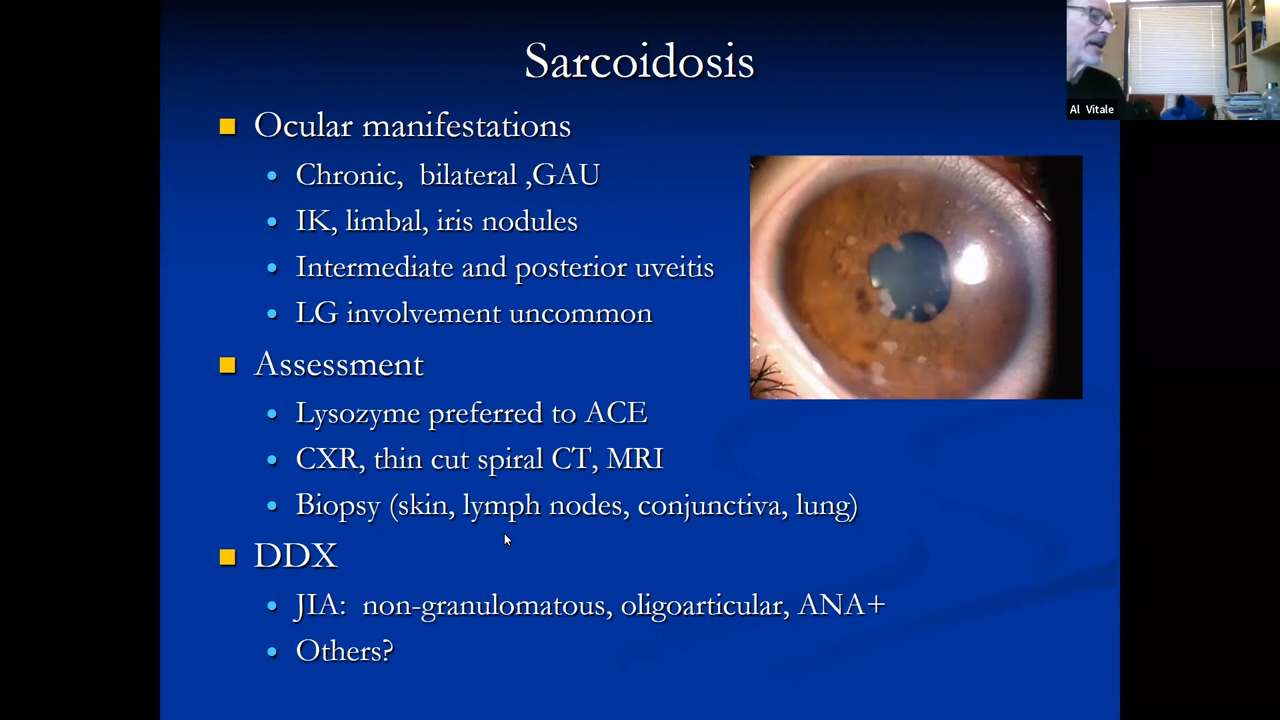 Sarcoidosis
Al Vitale
Ocular manifestations
Chronic, bilateral ,GAU
IK, limbal, iris nodules
Intermediate and posterior uveitis
LG involvement uncommon
Assessment
Lysozyme preferred to ACE
CXR, thin cut spiral CT, MRI
Biopsy (skin, lymph nodes, conjunctiva, lung)
DDX
JIA: non-granulomatous, oligoarticular, ANA+
Others?